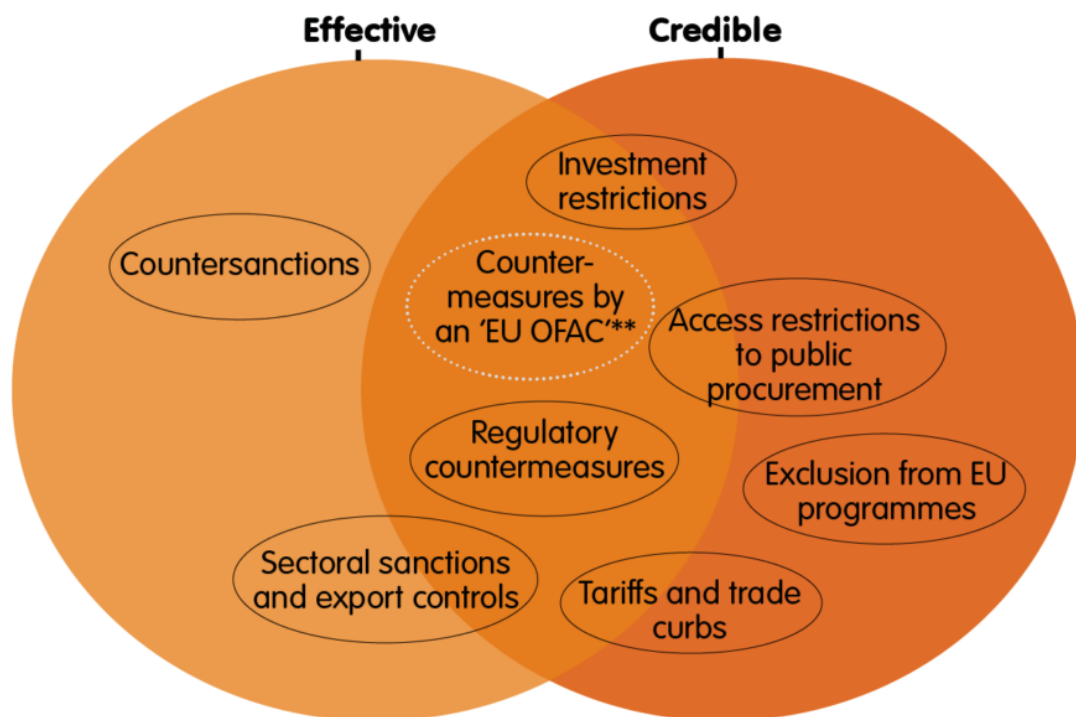 Effective
Credible
Investment
restrictions
Countersanctions
Counter-
measures by
an ‘EU OFAC‘**
Access restrictions
to public
procurement
Regulatory
countermeasures
Exclusion from EU
programmes
Sectoral sanctions
and export controls
Tariffs and trade
curbs